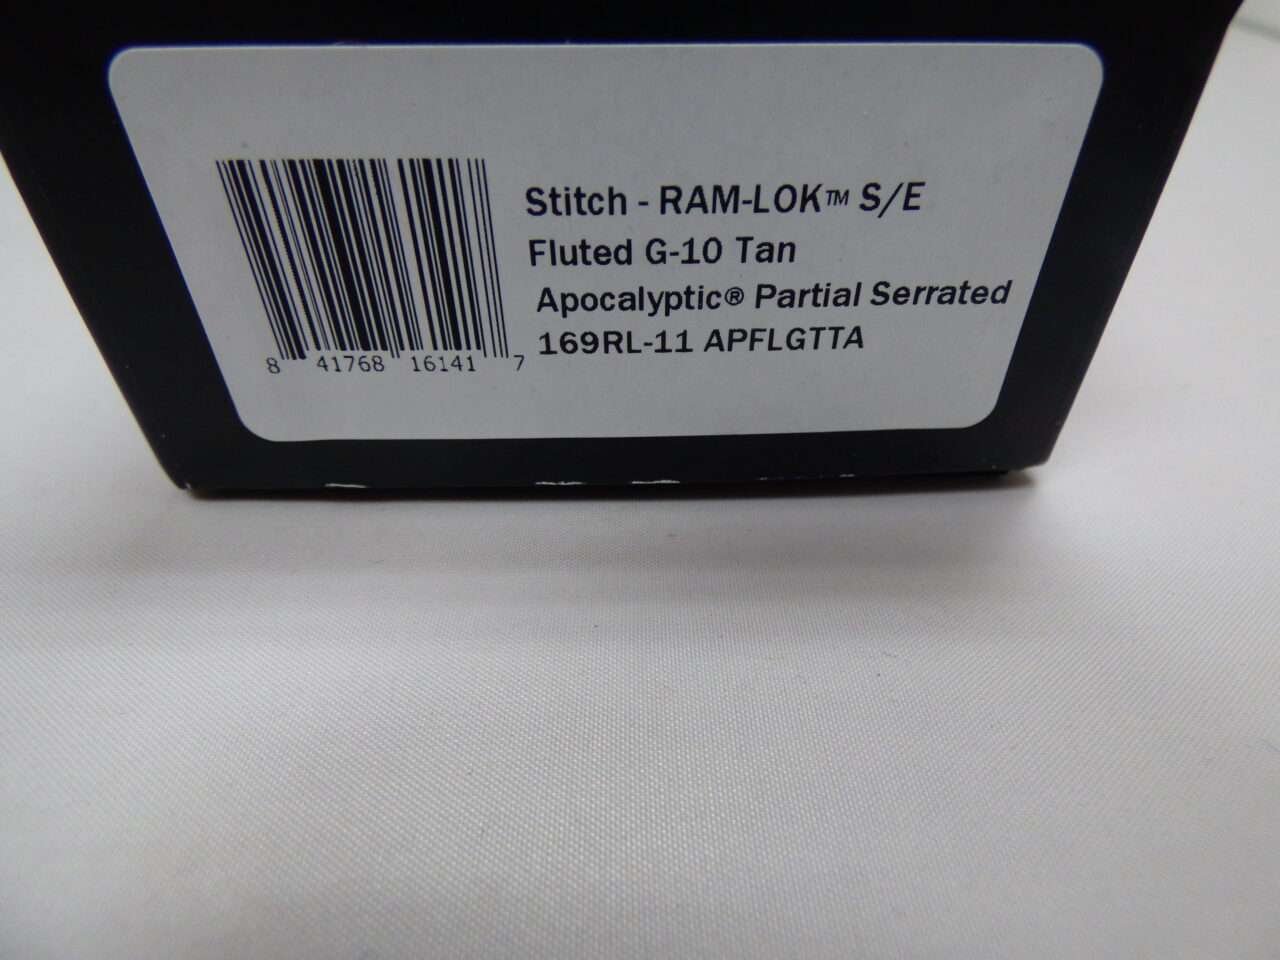 Stitch - RAM-LOK™ S/E
Fluted G-10 Tan
Apocalyptic® Partial Serrated
169RL-11 APFLGTTA
8 41768 16141 7